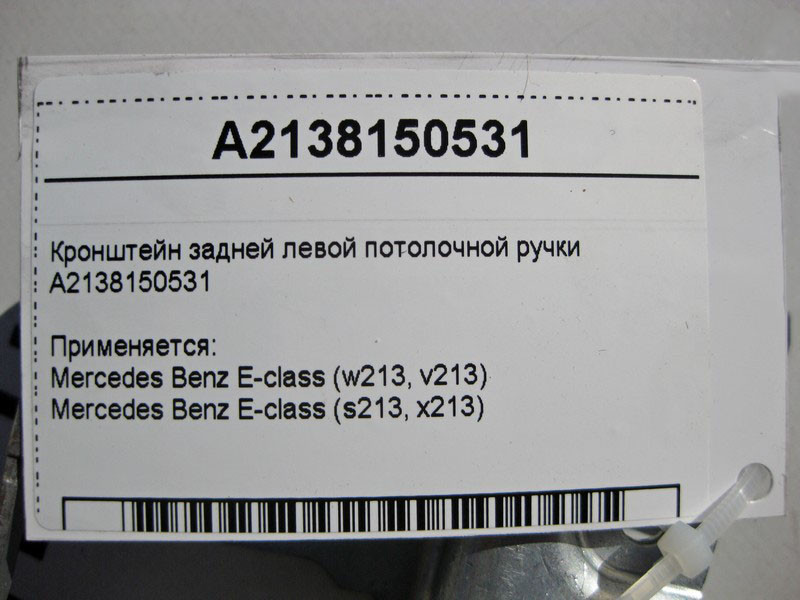 A2138150531
Кронштейн задней левой потолочной ручки
A2138150531
Применяется:
Mercedes Benz E-class (w213, v213)
Mercedes Benz E-class (s213, x213)